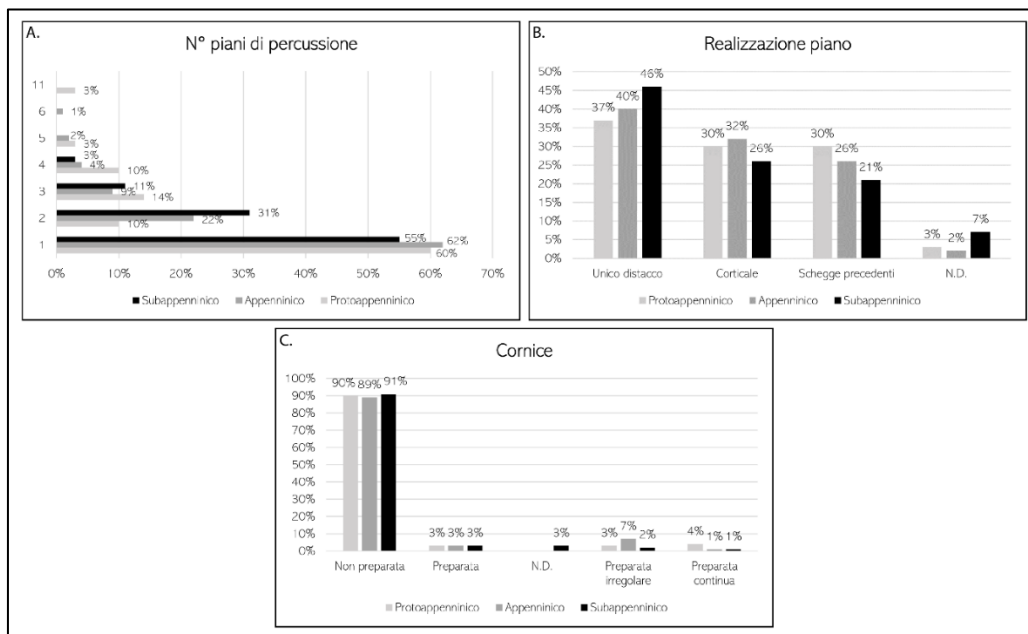 A.
N° piani di percussione
11
3%
6
1%
5
2%
3%
4
3%
4%
10%
3
11%
9%
14%
2
31%
22%
10%
1
55%
62%
60%
0% 10% 20% 30% 40% 50% 60% 70%
Subappenninico Appenninico Protoappenninico
B.
Realizzazione piano
50%
45%
40%
35%
30%
25%
20%
15%
10%
5%
0%
37% 40% 46%
30% 32% 26%
30% 26% 21%
3% 2% 7%
Unico distacco Corticale Schegge precedenti N.D.
Protoappenninico Appenninico Subappenninico
C.
Cornice
100%
90%
80%
70%
60%
50%
40%
30%
20%
10%
0%
90% 89% 91%
3% 3% 3%
3%
3% 7% 2%
4% 1% 1%
Non preparata Preparata N.D. Preparata irregolare Preparata continua
Protoappenninico Appenninico Subappenninico